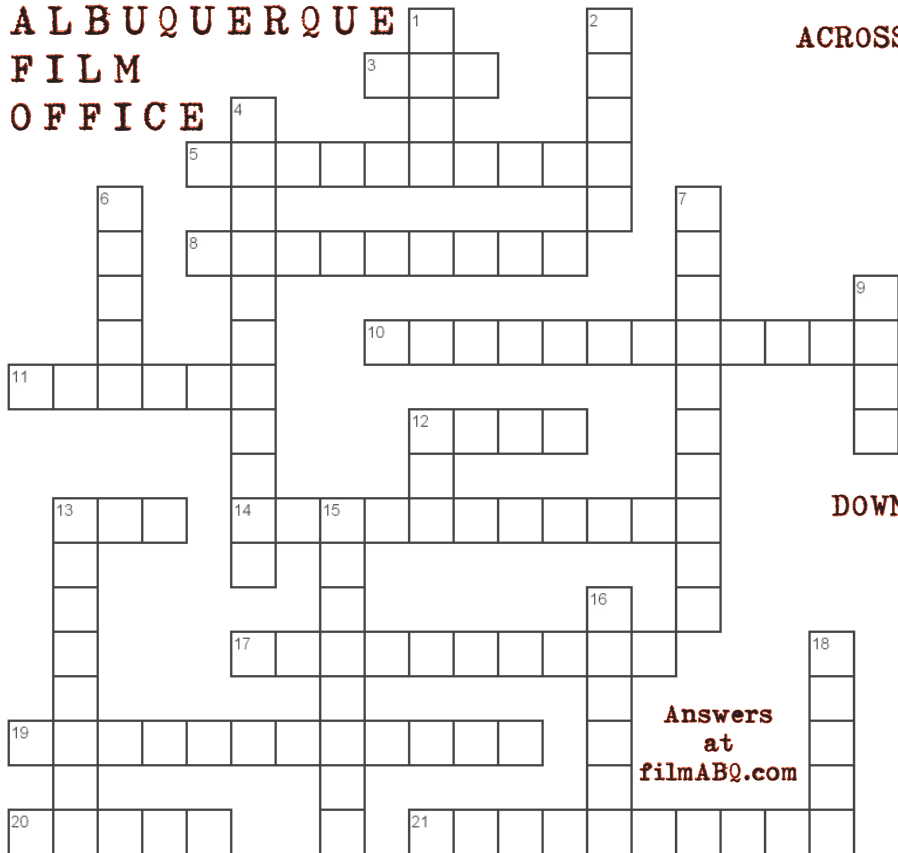 ALBUQUERQUE
FILM
OFFICE
ACROSS
1
2
3
4
5
6
7
8
9
10
11
12
DOWN
13
14
15
16
17
18
19
Answers
at
filmABQ.com
20
21